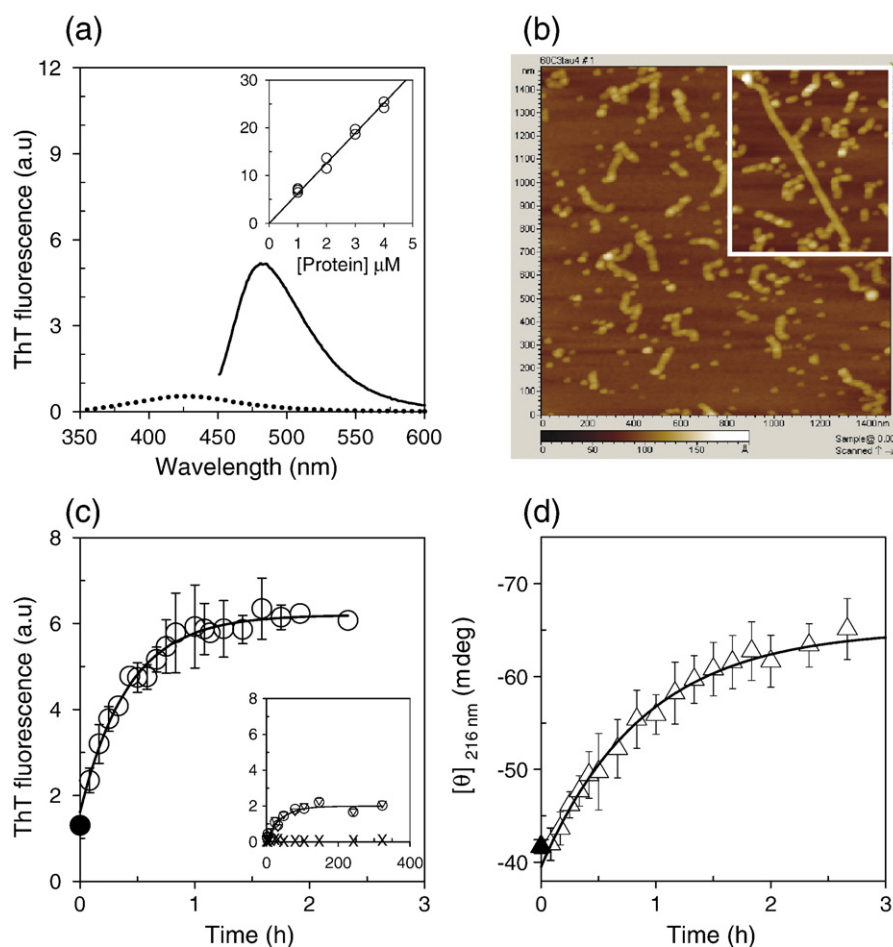 (a)
12
9
6
3
0
ThT fluorescence (a.u)
350 400 450 500 550 600
Wavelength (nm)
30
20
10
0
0 1 2 3 4 5
[Protein] μM
(b)
60C3tau4 #1
nm
1400
1300
1200
1100
1000
900
800
700
600
500
400
300
200
100
0
0 200 400 600 800 1000 1200 1400nm
0 50 100 150 Å
Sample@ 0.00
Scanned ↑
(c)
8
6
4
2
0
ThT fluorescence (a.u)
0 1 2 3
Time (h)
8
6
4
2
0
0 200 400
(d)
-70
-60
-50
-40
[θ] 216 nm (mdeg)
0 1 2 3
Time (h)